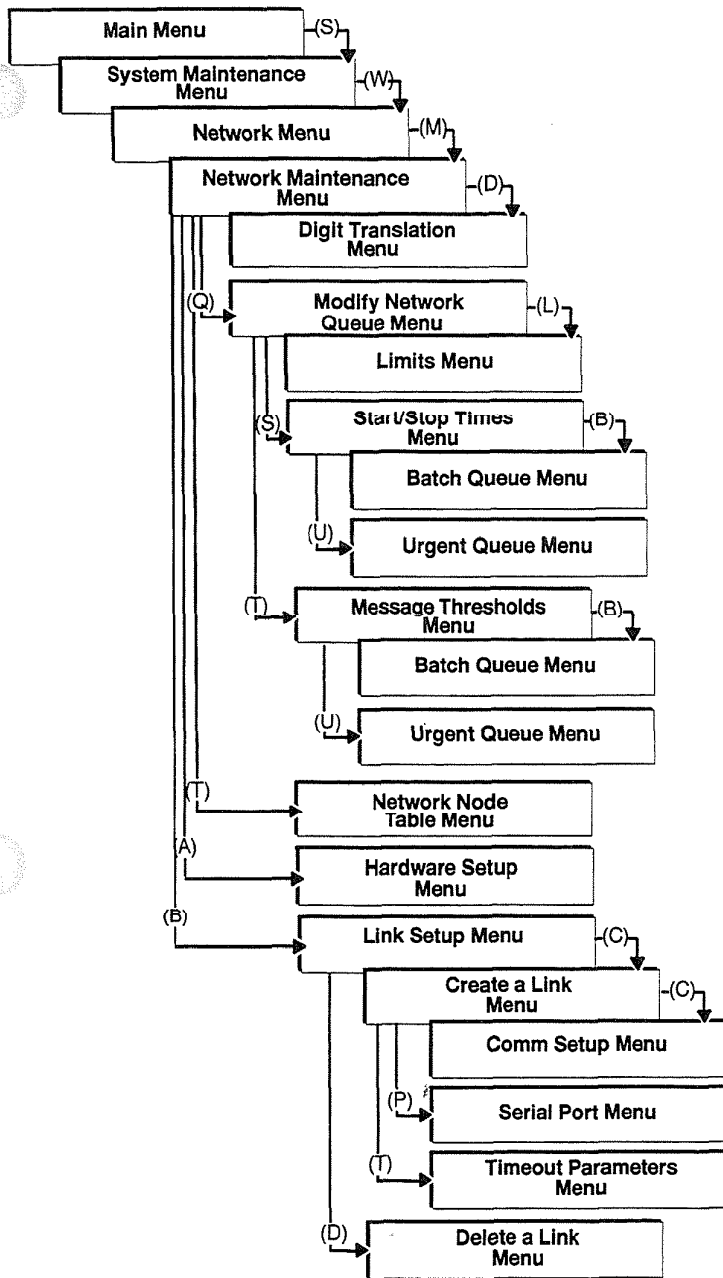 Main Menu
(S)
System Maintenance
Menu
(W)
Network Menu
(M)
Network Maintenance
Menu
(D)
Digit Translation
Menu
(Q)
Modify Network
Queue Menu
(L)
Limits Menu
(S)
Start/Stop Times
Menu
(B)
Batch Queue Menu
(U)
Urgent Queue Menu
(T)
Message Thresholds
Menu
(B)
Batch Queue Menu
(U)
Urgent Queue Menu
(T)
Network Node
Table Menu
(A)
Hardware Setup
Menu
(B)
Link Setup Menu
(C)
Create a Link
Menu
(C)
Comm Setup Menu
(P)
Serial Port Menu
(T)
Timeout Parameters
Menu
(D)
Delete a Link
Menu